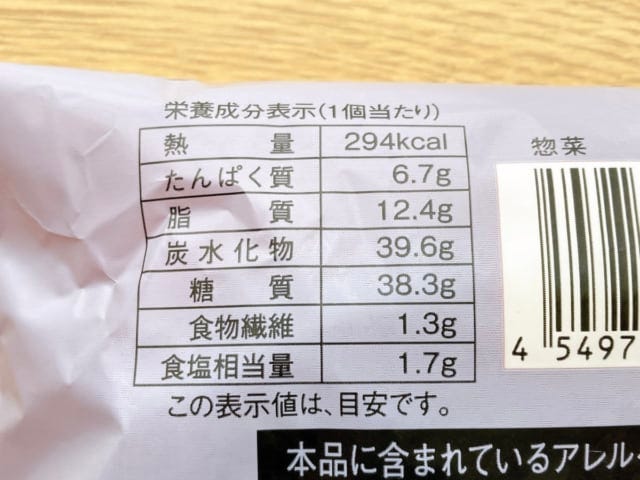 栄養成分表示(1個当たり)
熱量 294kcal
たんぱく質 6.7g
脂質 12.4g
炭水化物 39.6g
糖質 38.3g
食物繊維 1.3g
食塩相当量 1.7g
この表示値は、目安です。
惣菜
4 54971
本品に含まれているアレル